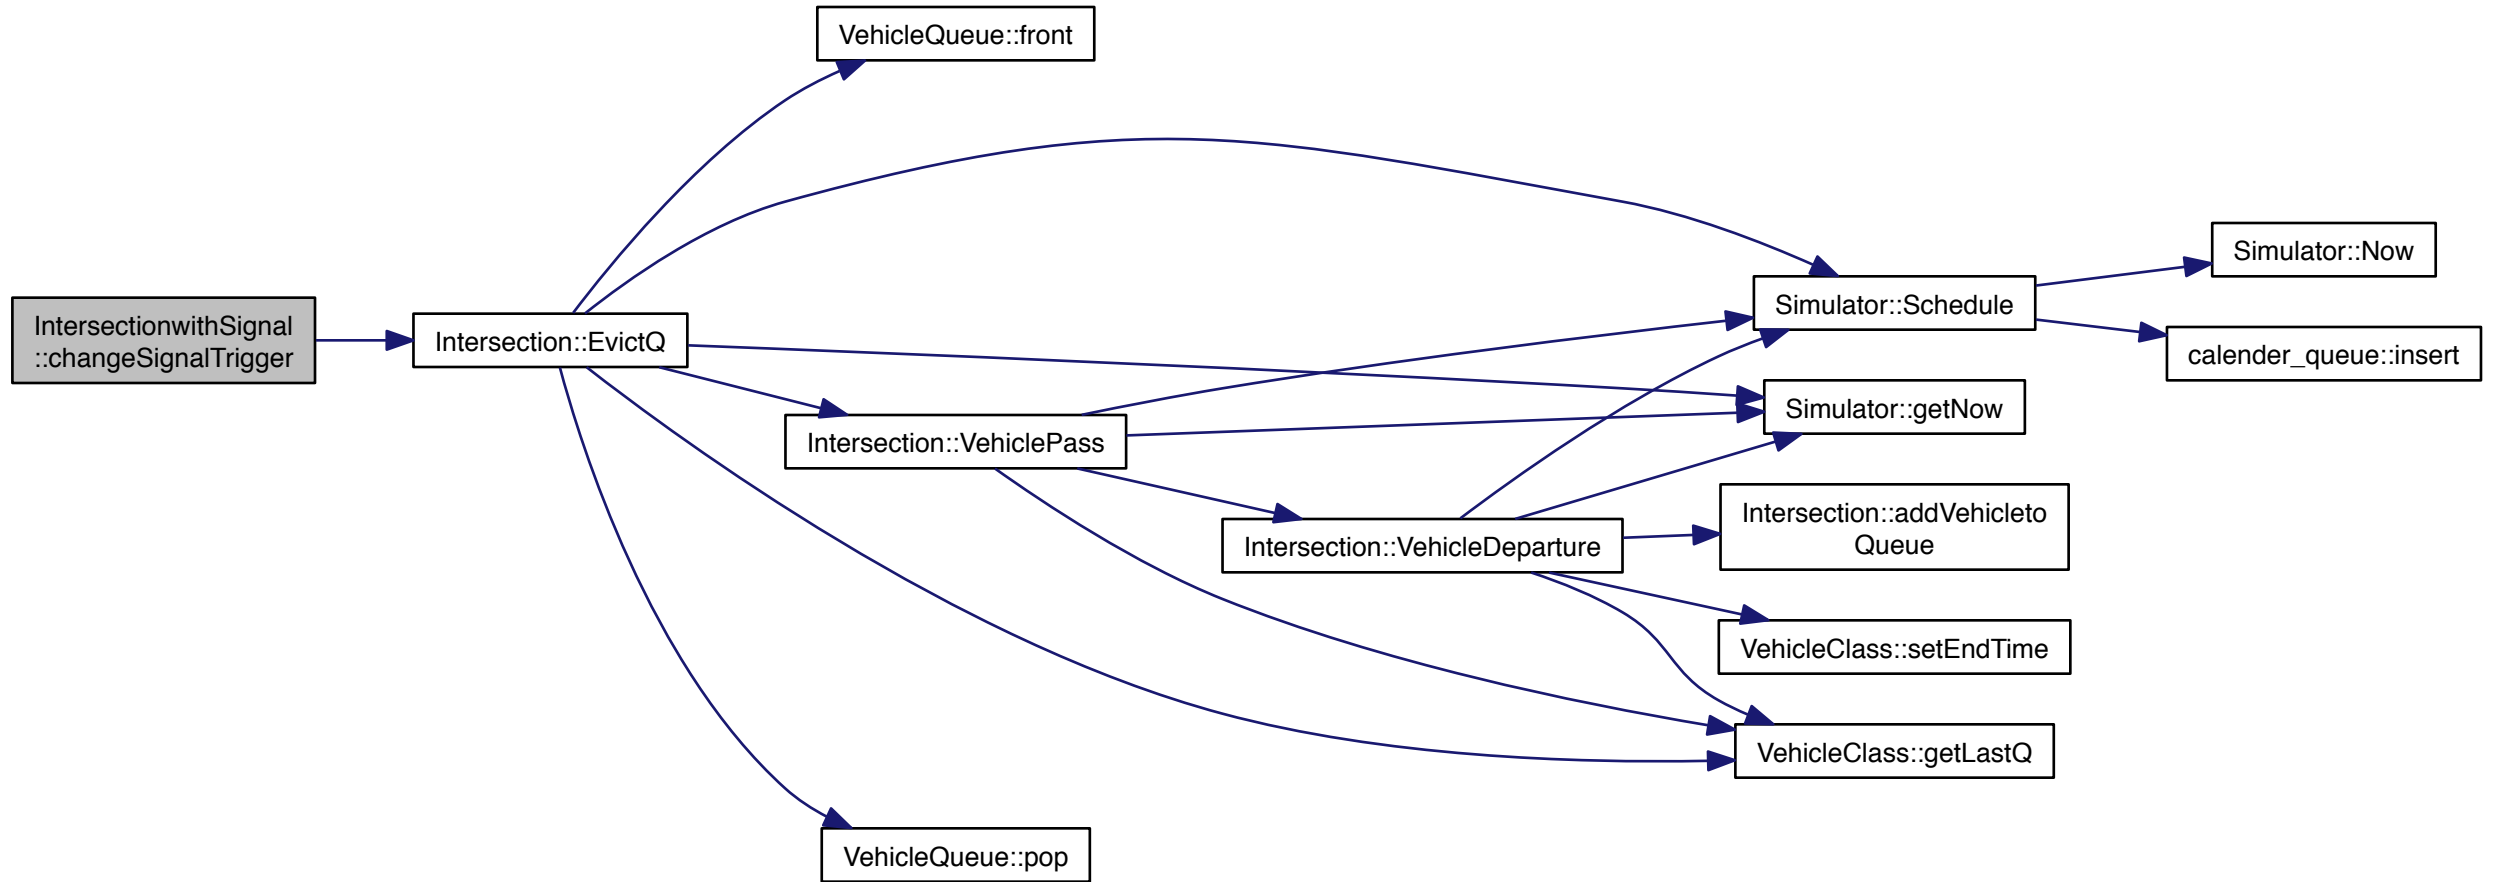 VehicleQueue::front
IntersectionwithSignal
::changeSignalTrigger
Intersection::EvictQ
Simulator::Schedule
Simulator::Now
calender_queue::insert
Simulator::getNow
Intersection::VehiclePass
Intersection::VehicleDeparture
Intersection::addVehicleto
Queue
VehicleClass::setEndTime
VehicleClass::getLastQ
VehicleQueue::pop